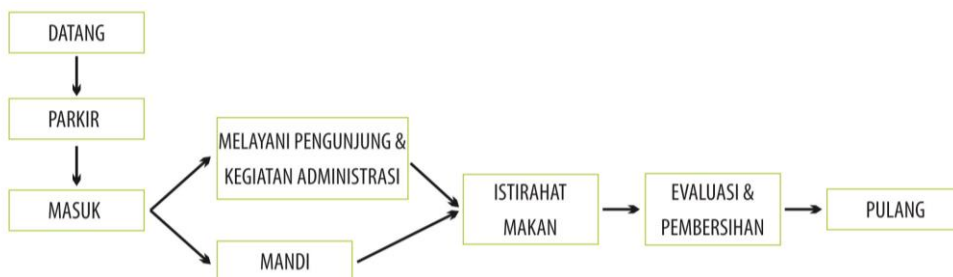 DATANG
PARKIR
MASUK
MELAYANI PENGUNJUNG &
KEGIATAN ADMINISTRASI
MANDI
ISTIRAHAT
MAKAN
EVALUASI &
PEMBERSIHAN
PULANG